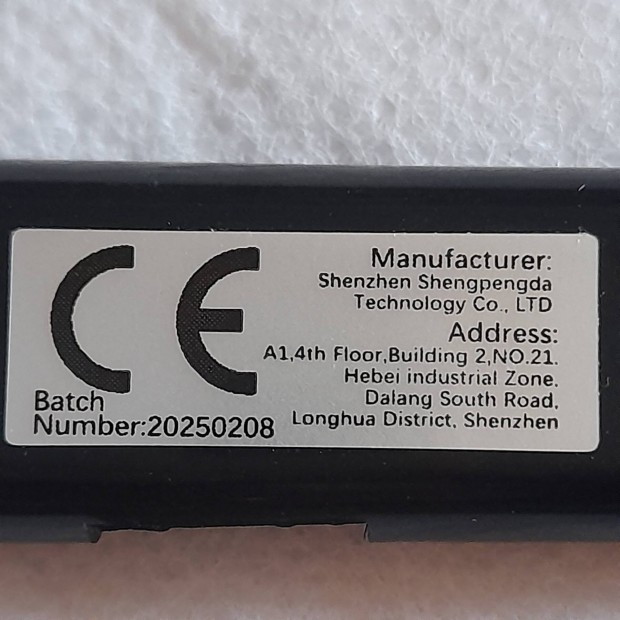 CE
Batch
Number:20250208
Manufacturer:
Shenzhen Shengpengda
Technology Co., LTD
Address:
A1,4th Floor,Building 2,NO.21.
Hebei industrial Zone.
Dalang South Road,
Longhua District, Shenzhen